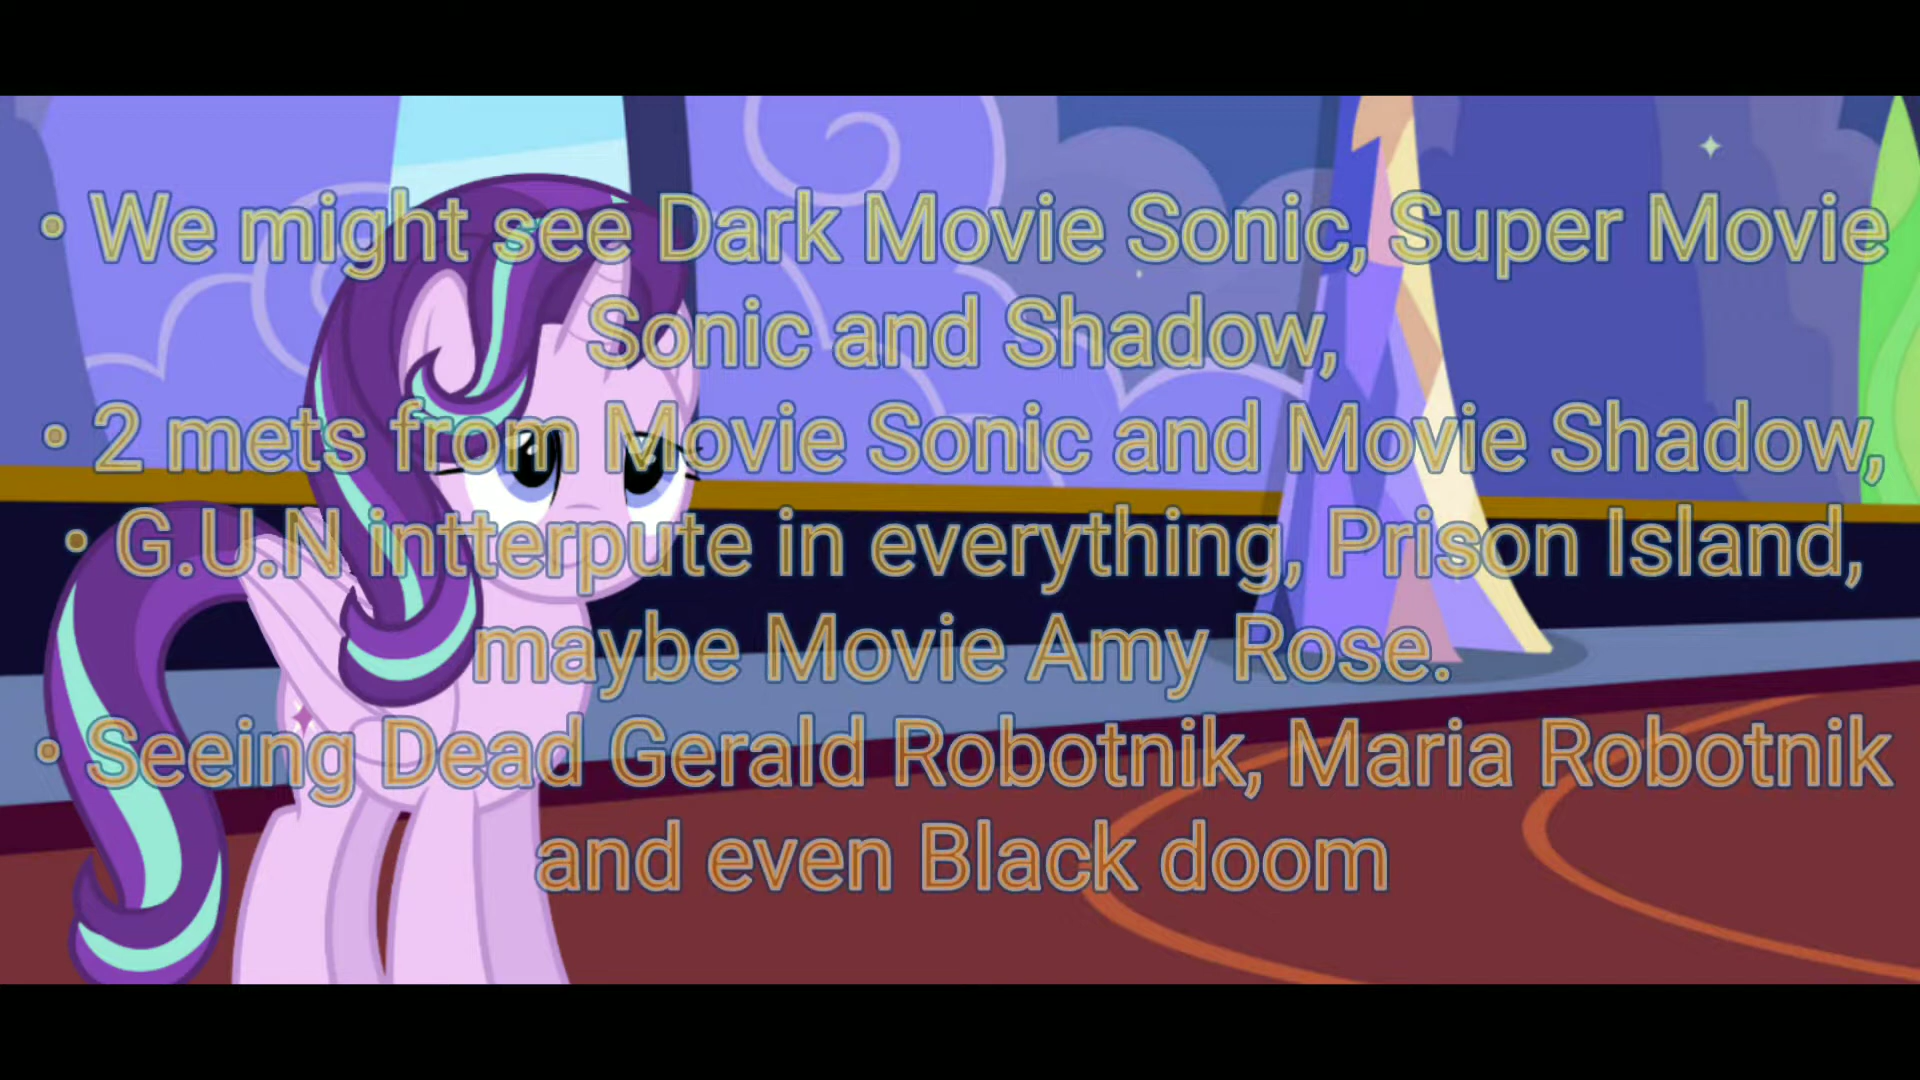 • We might see Dark Movie Sonic, Super Movie
Sonic and Shadow,
• 2 mets from Movie Sonic and Movie Shadow,
• G.U.N intterpute in everything, Prison Island,
maybe Movie Amy Rose.
• Seeing Dead Gerald Robotnik, Maria Robotnik
and even Black doom